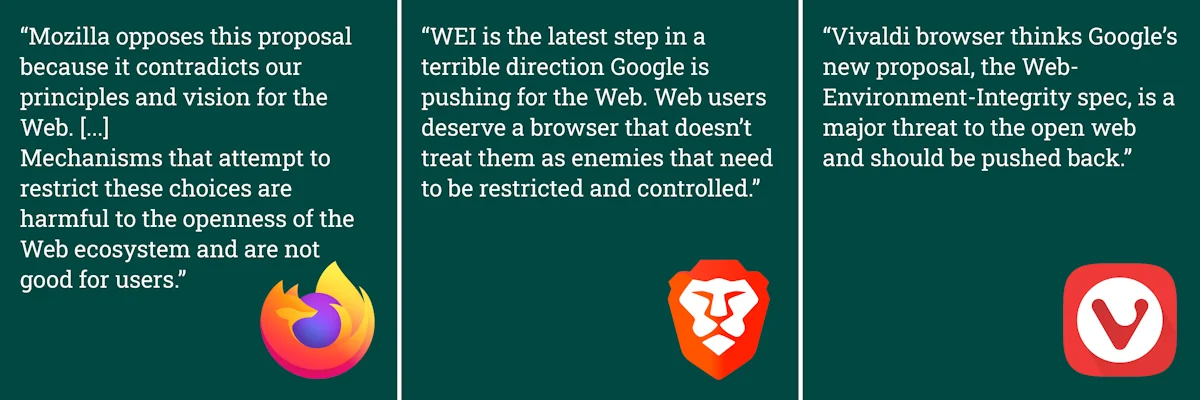 “Mozilla opposes this proposal
because it contradicts our
principles and vision for the
Web. [...]
Mechanisms that attempt to
restrict these choices are
harmful to the openness of the
Web ecosystem and are not
good for users.”
“WEI is the latest step in a
terrible direction Google is
pushing for the Web. Web users
deserve a browser that doesn’t
treat them as enemies that need
to be restricted and controlled.”
“Vivaldi browser thinks Google’s
new proposal, the Web-
Environment-Integrity spec, is a
major threat to the open web
and should be pushed back.”